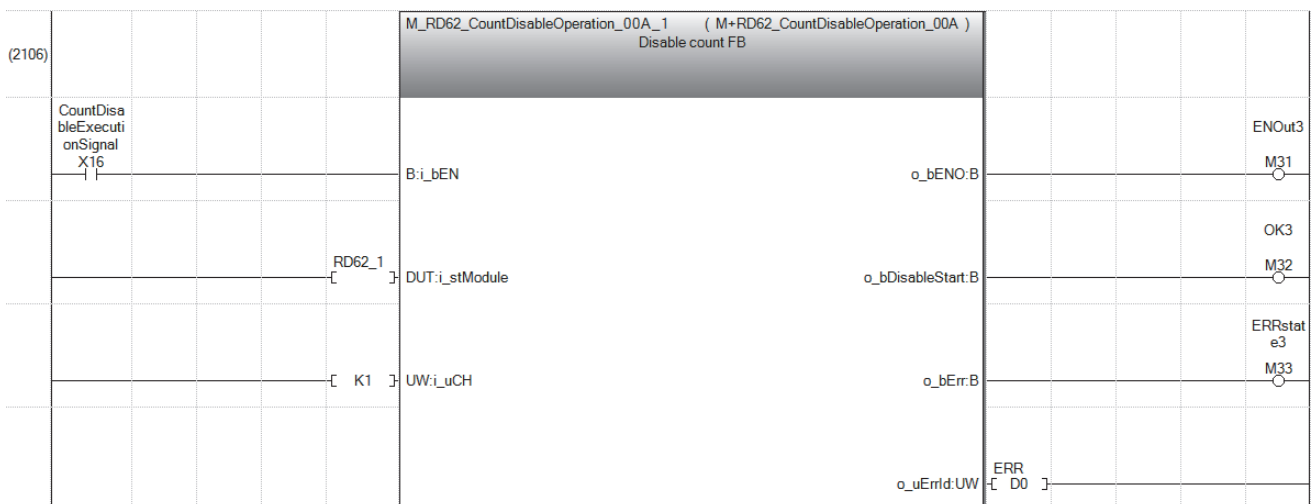 M_RD62_CountDisableOperation_00A_1 ( M+RD62_CountDisableOperation_00A )
Disable count FB
(2106)
CountDisa
bleExecuti
onSignal
X16
B:i_bEN
o_bENO:B
ENOut3
M31
RD62_1
DUT:i_stModule
o_bDisableStart:B
OK3
M32
K1
UW:i_uCH
o_bErr:B
ERRstat
e3
M33
o_uErrId:UW
ERR
D0